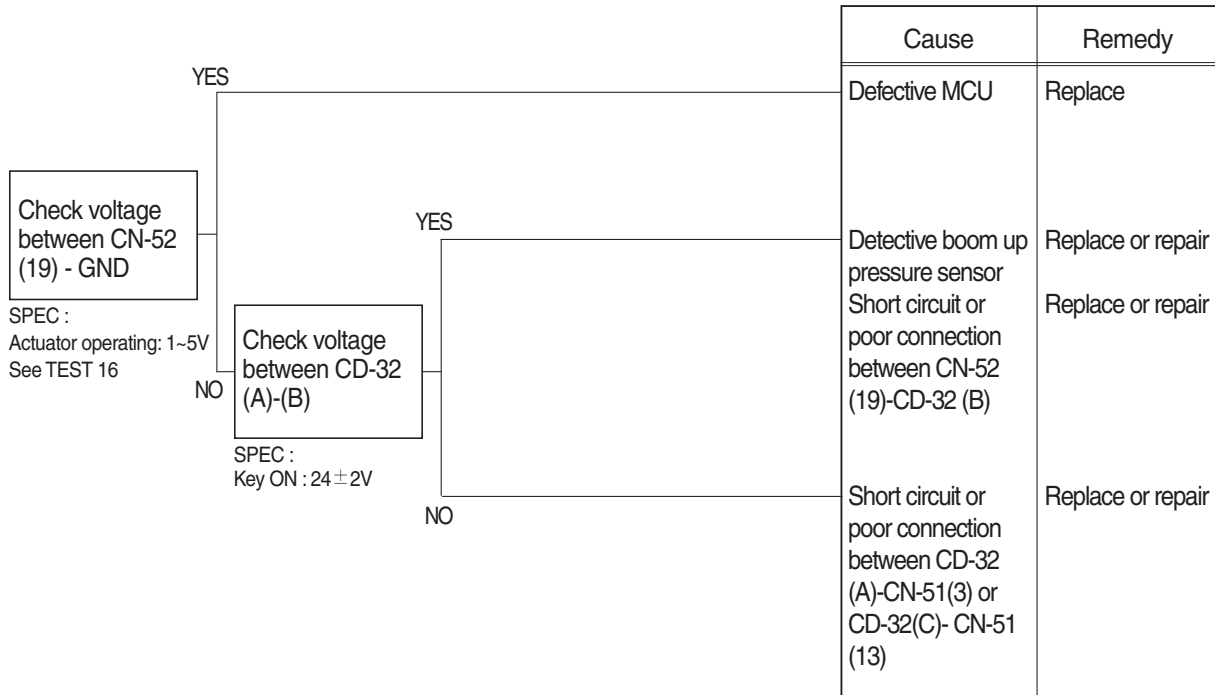 Cause
Remedy
YES
Defective MCU
Replace
Check voltage
between CN-52
(19) - GND
SPEC :
Actuator operating: 1~5V
See TEST 16
NO
YES
Detective boom up
pressure sensor
Replace or repair
Short circuit or
poor connection
between CN-52
(19)-CD-32 (B)
Replace or repair
Check voltage
between CD-32
(A)-(B)
SPEC :
Key ON : 24±2V
NO
Short circuit or
poor connection
between CD-32
(A)-CN-51(3) or
CD-32(C)- CN-51
(13)
Replace or repair